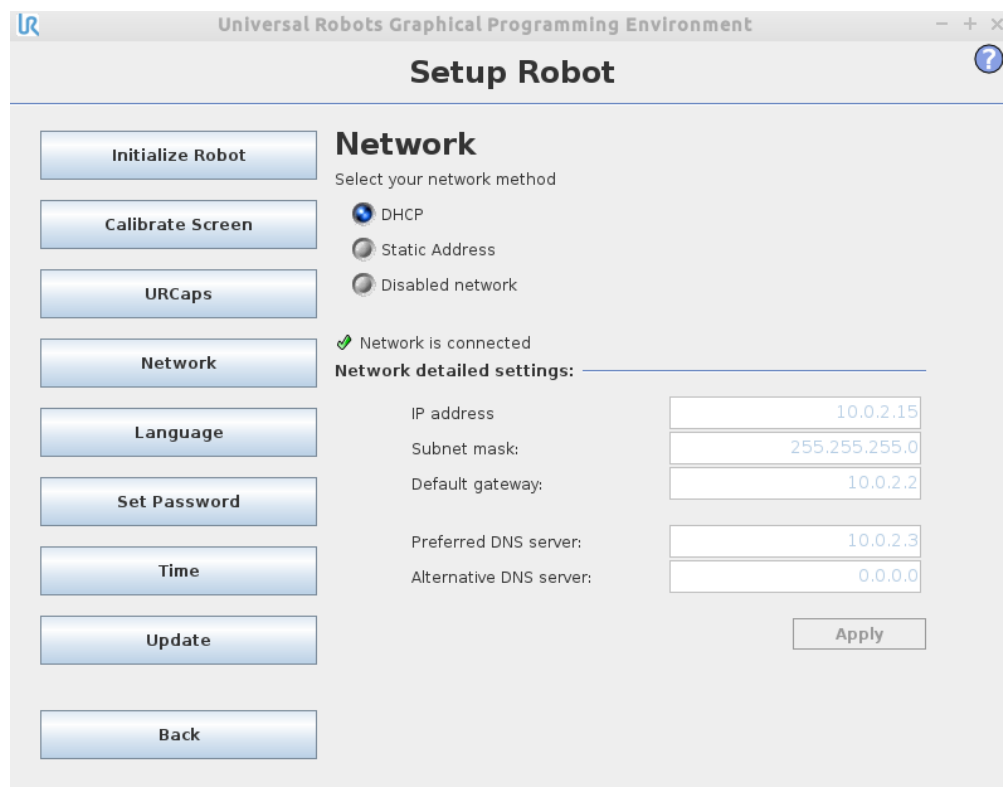 UR
Universal Robots Graphical Programming Environment
Setup Robot
?
Initialize Robot
Calibrate Screen
URCaps
Network
Language
Set Password
Time
Update
Back
Network
Select your network method
DHCP
Static Address
Disabled network
Network is connected
Network detailed settings:
IP address 10.0.2.15
Subnet mask: 255.255.255.0
Default gateway: 10.0.2.2
Preferred DNS server: 10.0.2.3
Alternative DNS server: 0.0.0.0
Apply